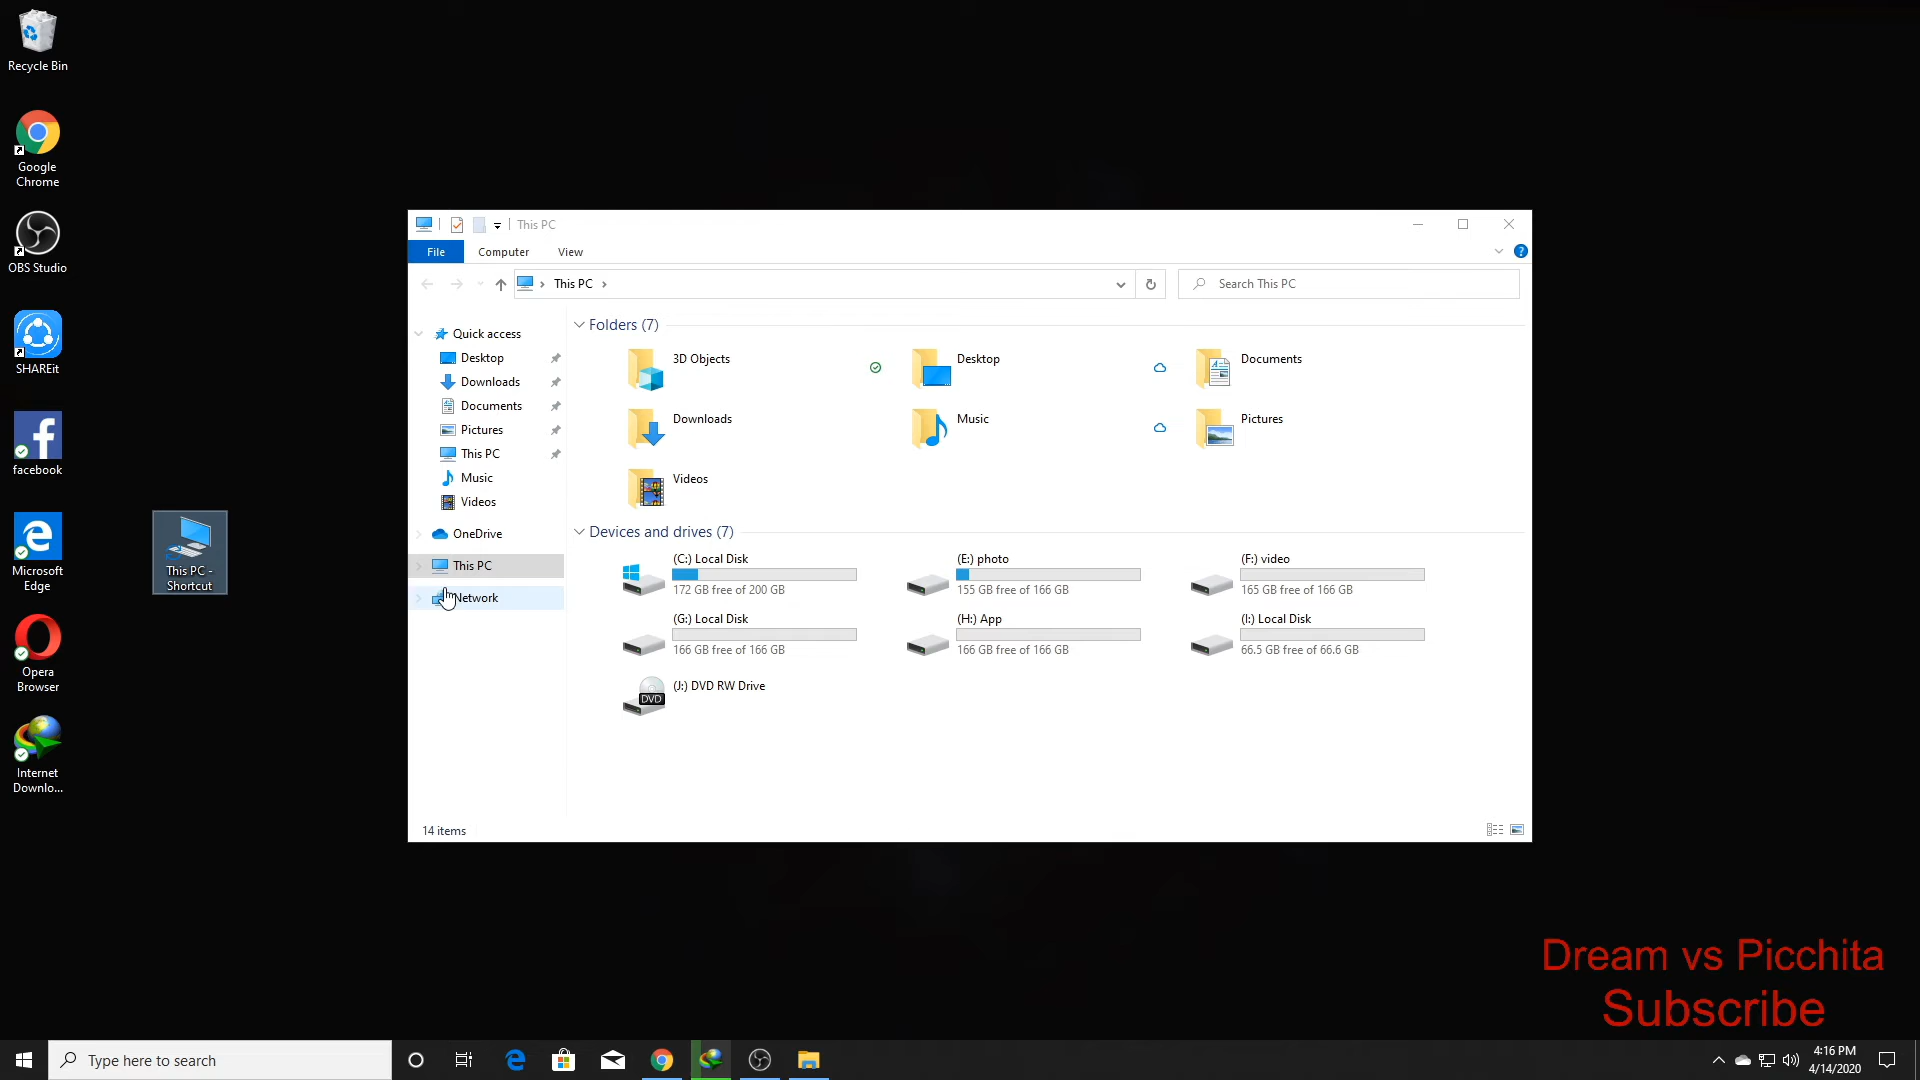 Recycle Bin
Google
Chrome
OBS Studio
SHAREit
facebook
Microsoft
Edge
Opera
Browser
Internet
Downlo...
This PC -
Shortcut
This PC
File
Computer
View
This PC
Search This PC
Quick access
Desktop
Downloads
Documents
Pictures
This PC
Music
Videos
OneDrive
This PC
Network
Folders (7)
3D Objects
Desktop
Documents
Downloads
Music
Pictures
Videos
Devices and drives (7)
(C:) Local Disk
172 GB free of 200 GB
(E:) photo
155 GB free of 166 GB
(F:) video
165 GB free of 166 GB
(G:) Local Disk
166 GB free of 166 GB
(H:) App
166 GB free of 166 GB
(I:) Local Disk
66.5 GB free of 66.6 GB
DVD
(J:) DVD RW Drive
14 items
Dream vs Picchita
Subscribe
Type here to search
4:16 PM
4/14/2020